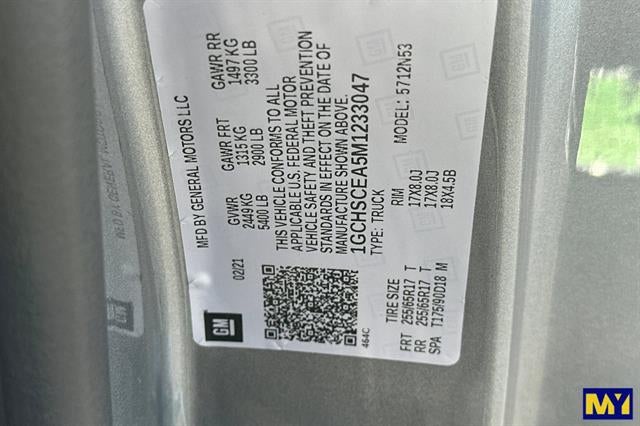 MFD BY GENERAL MOTORS LLC
02/21
GVWR GAWR FRT GAWR RR
2449 KG 1315 KG 1497 KG
5400 LB 2900 LB 3300 LB
THIS VEHICLE CONFORMS TO ALL
APPLICABLE U.S. FEDERAL MOTOR
VEHICLE SAFETY AND THEFT PREVENTION
STANDARDS IN EFFECT ON THE DATE OF
MANUFACTURE SHOWN ABOVE.
1GCHSCEA5M1233047
TYPE: TRUCK MODEL: 5712N53
GM
464C
TIRE SIZE RIM
FRT 255/65R17 T 17X8.0J
RR 255/65R17 T 17X8.0J
SPA T175/90D18 M 18X4.5B
GM
GM
MY